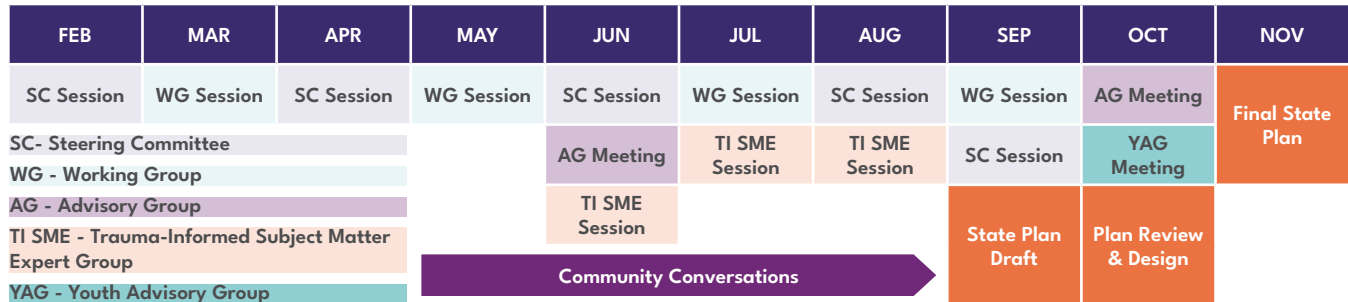 FEB MAR APR MAY JUN JUL AUG SEP OCT NOV
SC Session WG Session SC Session WG Session SC Session WG Session SC Session WG Session AG Meeting
Final State
Plan
SC- Steering Committee
WG - Working Group
AG - Advisory Group
TI SME - Trauma-Informed Subject Matter
Expert Group
YAG - Youth Advisory Group
AG Meeting
TI SME
Session
TI SME
Session
SC Session
YAG
Meeting
TI SME
Session
State Plan
Draft
Plan Review
& Design
Community Conversations